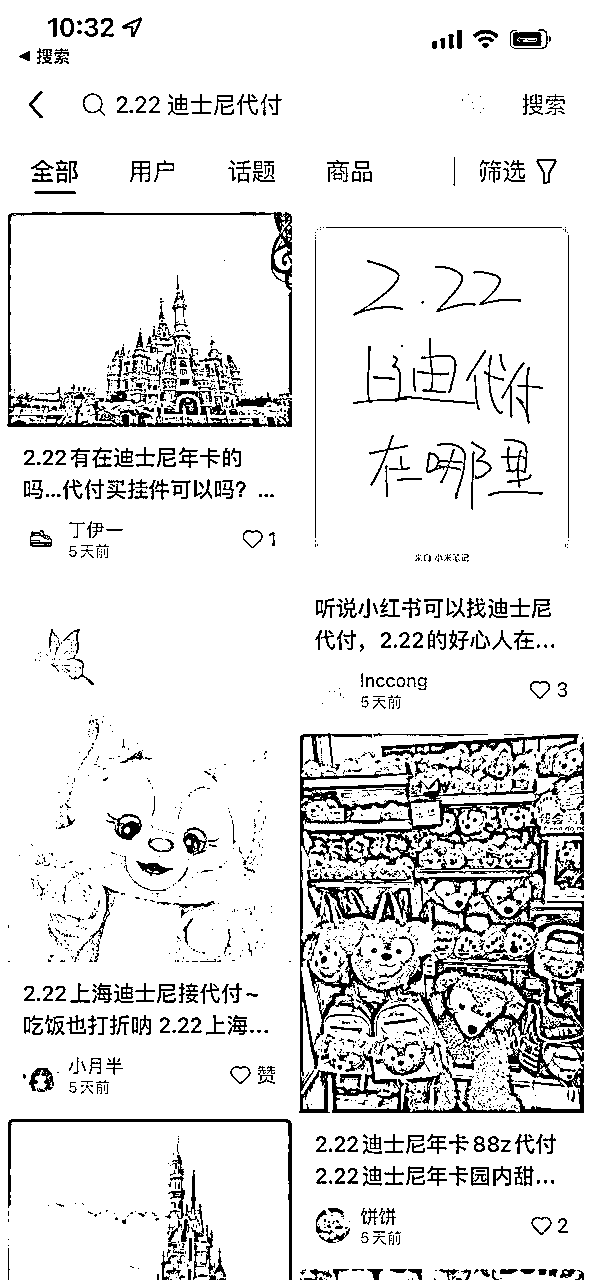 10:32
搜索
2.22 迪士尼代付
搜索
全部
用户
话题
商品
筛选
2.22有在迪士尼年卡的
吗...代付买挂件可以吗? ...
丁伊一
5天前
1
2.22
上迪代付
在哪里
来自 小米笔记
听说小红书可以找迪士尼
代付，2.22的好心人在...
lnccong
5天前
3
2.22上海迪士尼接代付~
吃饭也打折呐 2.22上海...
小月半
5天前
赞
2.22迪士尼年卡88z代付
2.22迪士尼年卡园内甜...
饼饼
5天前
2